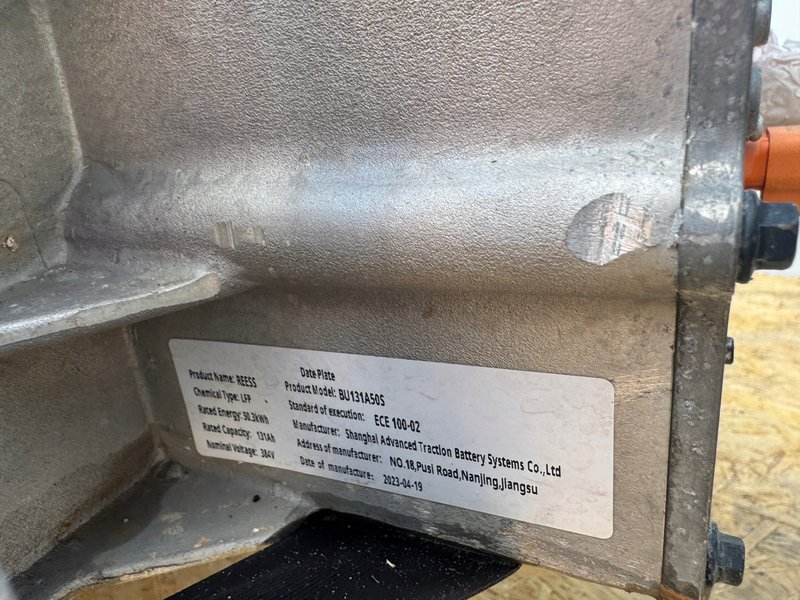 Date Plate
Product Name: REESS
Product Model: BU131A50S
Chemical Type: LFP
Standard of execution: ECE 100-02
Rated Energy: 50.3kWh
Manufacturer: Shanghai Advanced Traction Battery Systems Co.,Ltd
Rated Capacity: 131Ah
Address of manufacturer: NO.18,Pusi Road,Nanjing,Jiangsu
Nominal Voltage: 384V
Date of manufacture: 2023-04-19